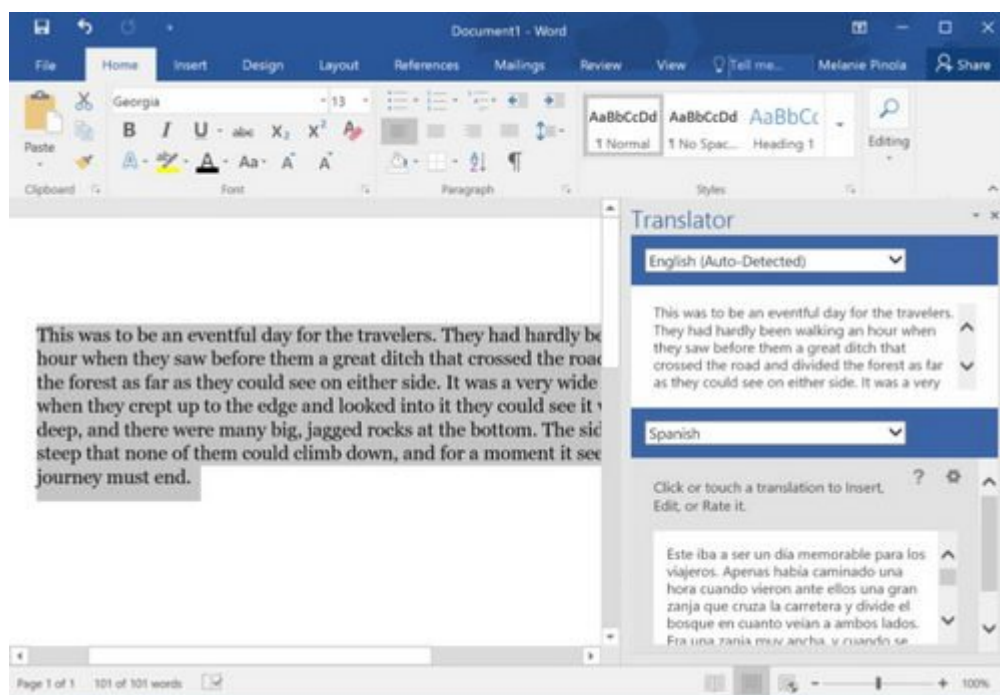 Document1 - Word
File Home Insert Design Layout References Mailings Review View Tell me... Melanie Pinola Share
Georgia 13
AaBbCcDd AaBbCcDd AaBbCc
Paste
B I U abc X₂ X² A
¶ Normal ¶ No Spac... Heading 1
Editing
A A Aa A A
Clipboard Font Paragraph Styles
Translator
English (Auto-Detected)
This was to be an eventful day for the travelers.
They had hardly been walking an hour when
they saw before them a great ditch that
crossed the road and divided the forest as far
as they could see on either side. It was a very
This was to be an eventful day for the travelers. They had hardly be
hour when they saw before them a great ditch that crossed the road
the forest as far as they could see on either side. It was a very wide
when they crept up to the edge and looked into it they could see it
deep, and there were many big, jagged rocks at the bottom. The sid
steep that none of them could climb down, and for a moment it see
journey must end.
Spanish
Click or touch a translation to Insert,
Edit, or Rate it.
?
Este iba a ser un día memorable para los
viajeros. Apenas había caminado una
hora cuando vieron ante ellos una gran
zanja que cruza la carretera y divide el
bosque en cuanto veían a ambos lados.
Era una zanja muy ancha, y cuando se
Page 1 of 1 101 of 101 words 100%